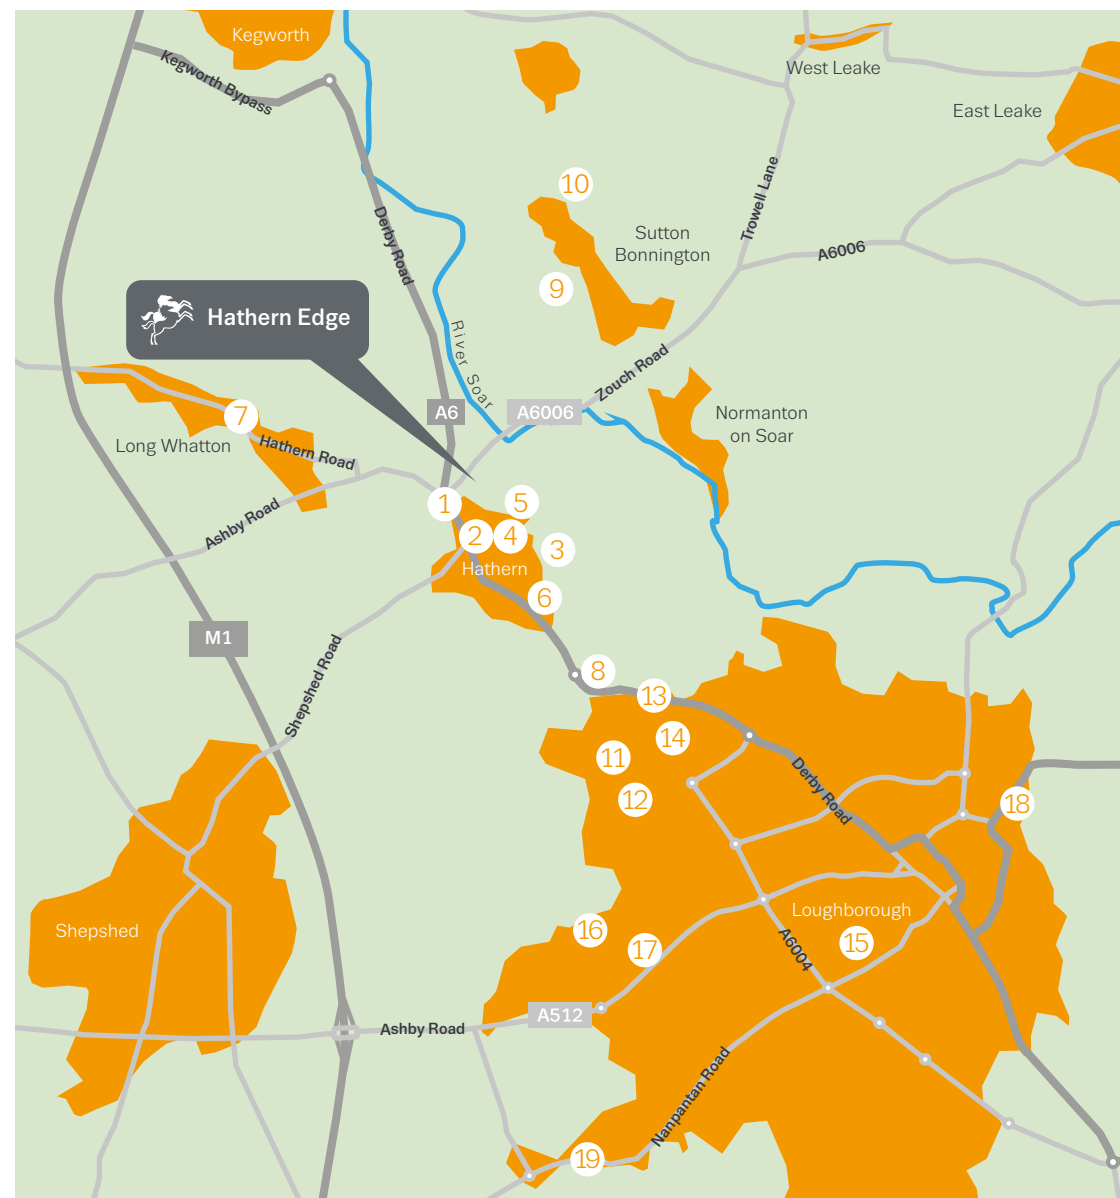 Kegworth
West Leake
Kegworth Bypass
East Leake
10
Trowell Lane
Derby Road
Sutton
Bonnington
A6006
9
Hathern Edge
River Soar
Zouch Road
7
A6
A6006
Normanton
on Soar
Long Whatton
Hathern Road
1
5
Ashby Road
2
4
3
Hathern
6
M1
Shepshed Road
8
13
14
11
12
Derby Road
18
Loughborough
16
Shepshed
17
A6004
15
A512
Ashby Road
Nanpantan Road
19